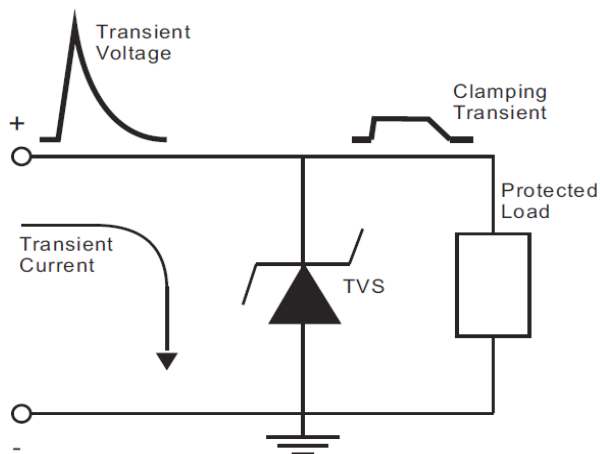 Transient
Voltage
Clamping
Transient
+
Protected
Load
Transient
Current
TVS
-